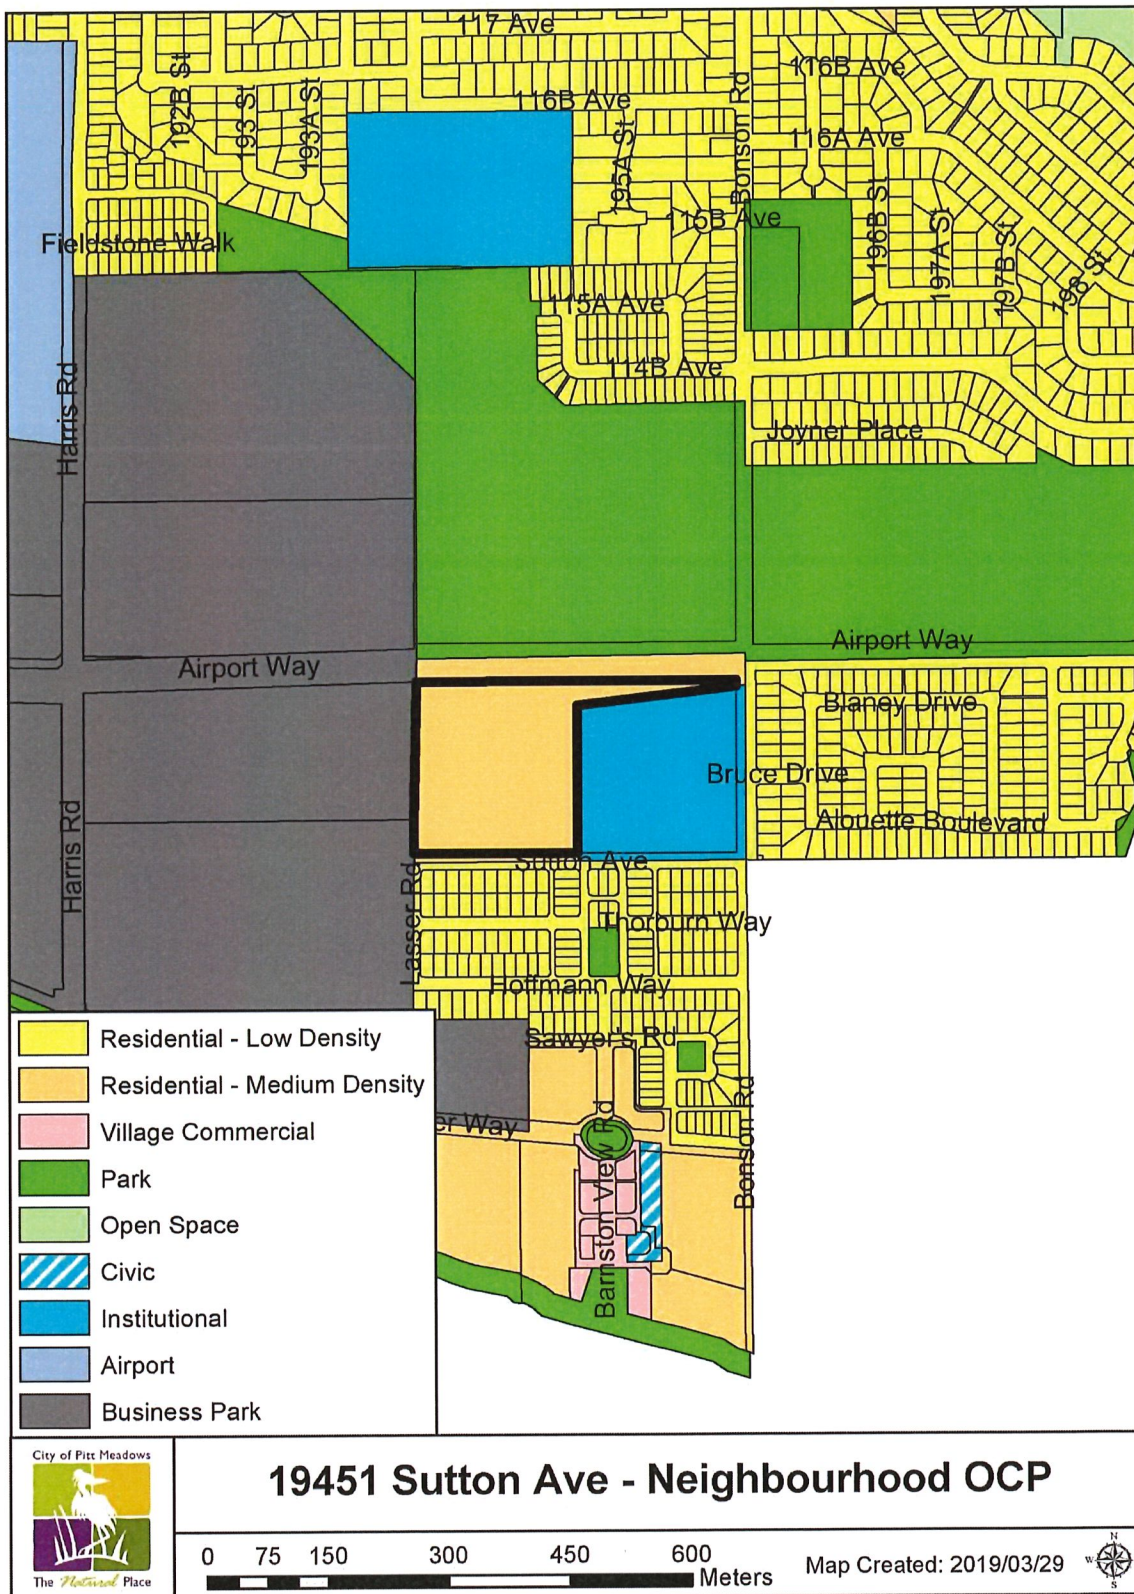 117 Ave
116B Ave
192B St
193 St
193A St
116B Ave
Bonson Rd
116A Ave
195A St
115B Ave
196B St
197A St
197B St
198 St
Fieldstone Walk
115A Ave
114B Ave
Harris Rd
Joyner Place
Airport Way
Airport Way
Blaney Drive
Bruce Drive
Alouette Boulevard
Harris Rd
Sutton Ave
Lasser Rd
Thorburn Way
Hoffmann Way
Sawyer's Rd
er Way
Barnston View Rd
Bonson Rd
Residential - Low Density
Residential - Medium Density
Village Commercial
Park
Open Space
Civic
Institutional
Airport
Business Park
City of Pitt Meadows
The Natural Place
19451 Sutton Ave - Neighbourhood OCP
0 75 150 300 450 600
Meters
Map Created: 2019/03/29
N
W
E
S